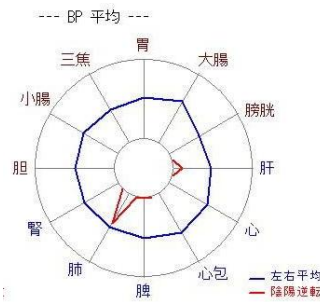 --- BP 平均 ---
胃
三焦
大腸
小腸
膀胱
胆
肝
腎
心
肺
心包
脾
左右平均
陰陽逆転